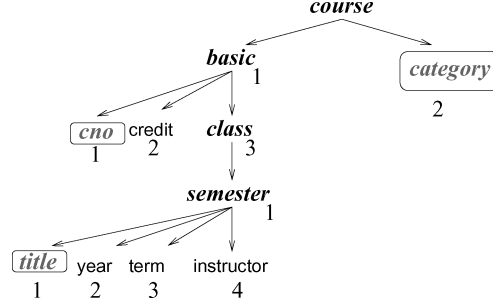 course
basic
1
category
2
cno
1
credit
2
class
3
semester
1
title
1
year
2
term
3
instructor
4